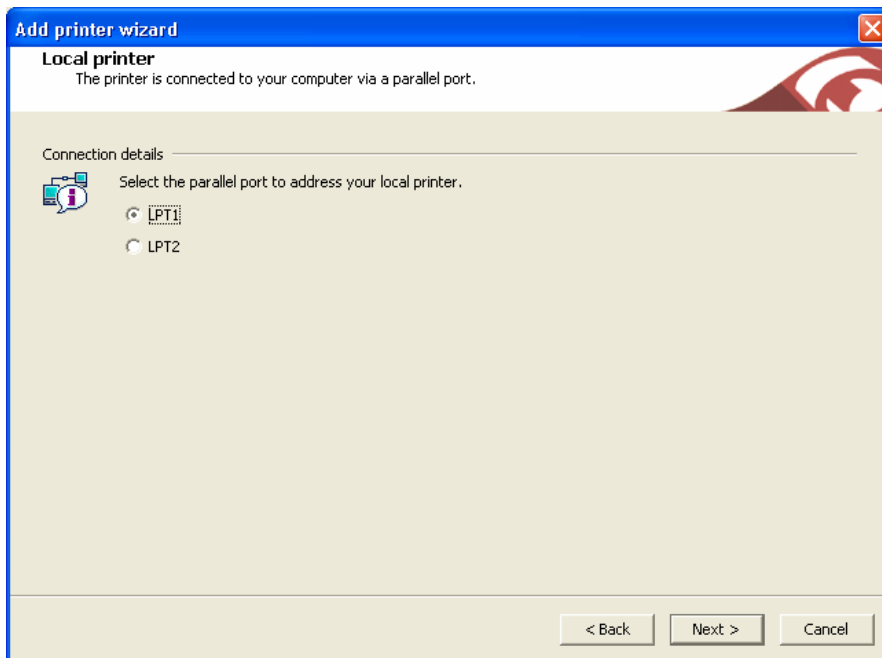 Add printer wizard
Local printer
The printer is connected to your computer via a parallel port.
Connection details
Select the parallel port to address your local printer.
LPT1
LPT2
< Back
Next >
Cancel